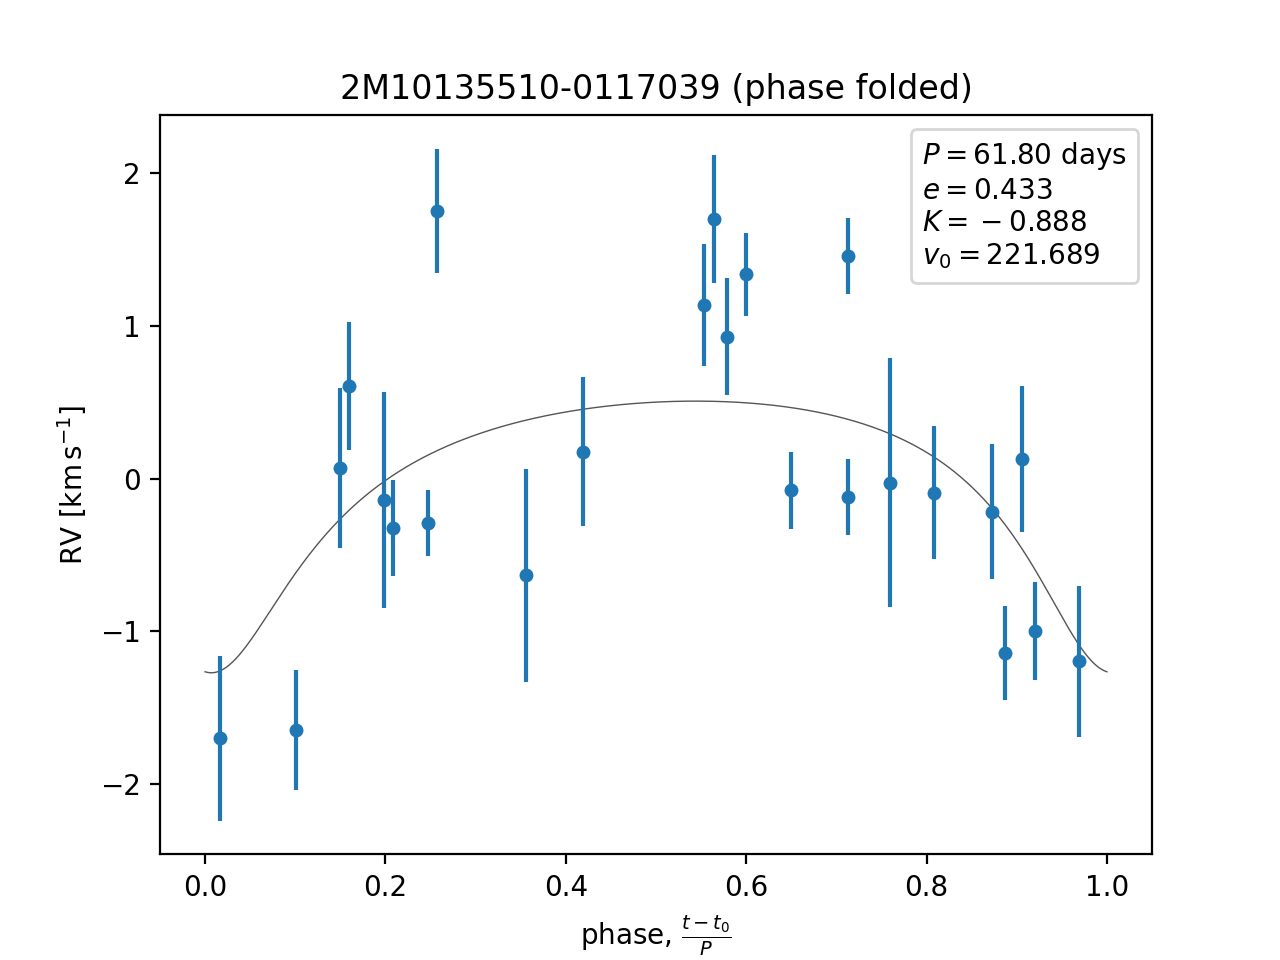 2M10135510-0117039 (phase folded)
P = 61.80 days
e = 0.433
K = −0.888
v₀ = 221.689
RV [km s⁻¹]
2
1
0
−1
−2
0.0 0.2 0.4 0.6 0.8 1.0
phase, (t − t₀)/P